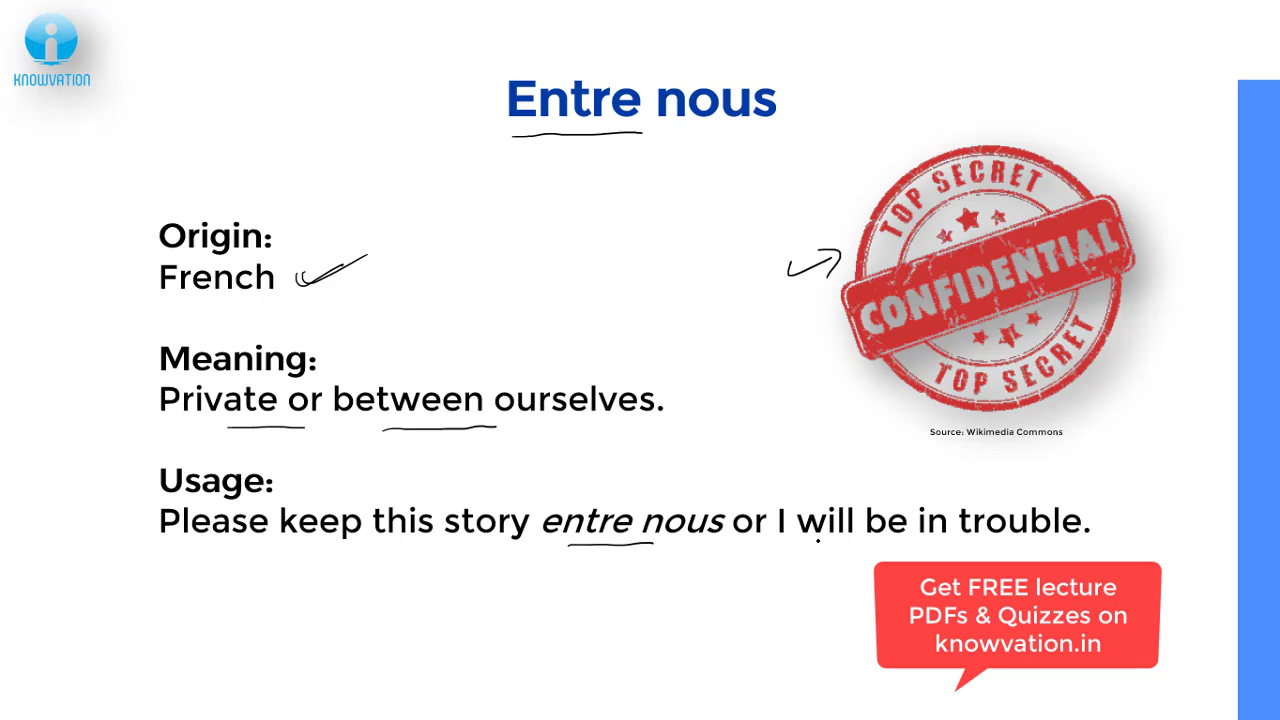 KNOWVATION
Entre nous
Origin:
French
TOP SECRET
CONFIDENTIAL
TOP SECRET
Source: Wikimedia Commons
Meaning:
Private or between ourselves.
Usage:
Please keep this story entre nous or I will be in trouble.
Get FREE lecture
PDFs & Quizzes on
knowvation.in